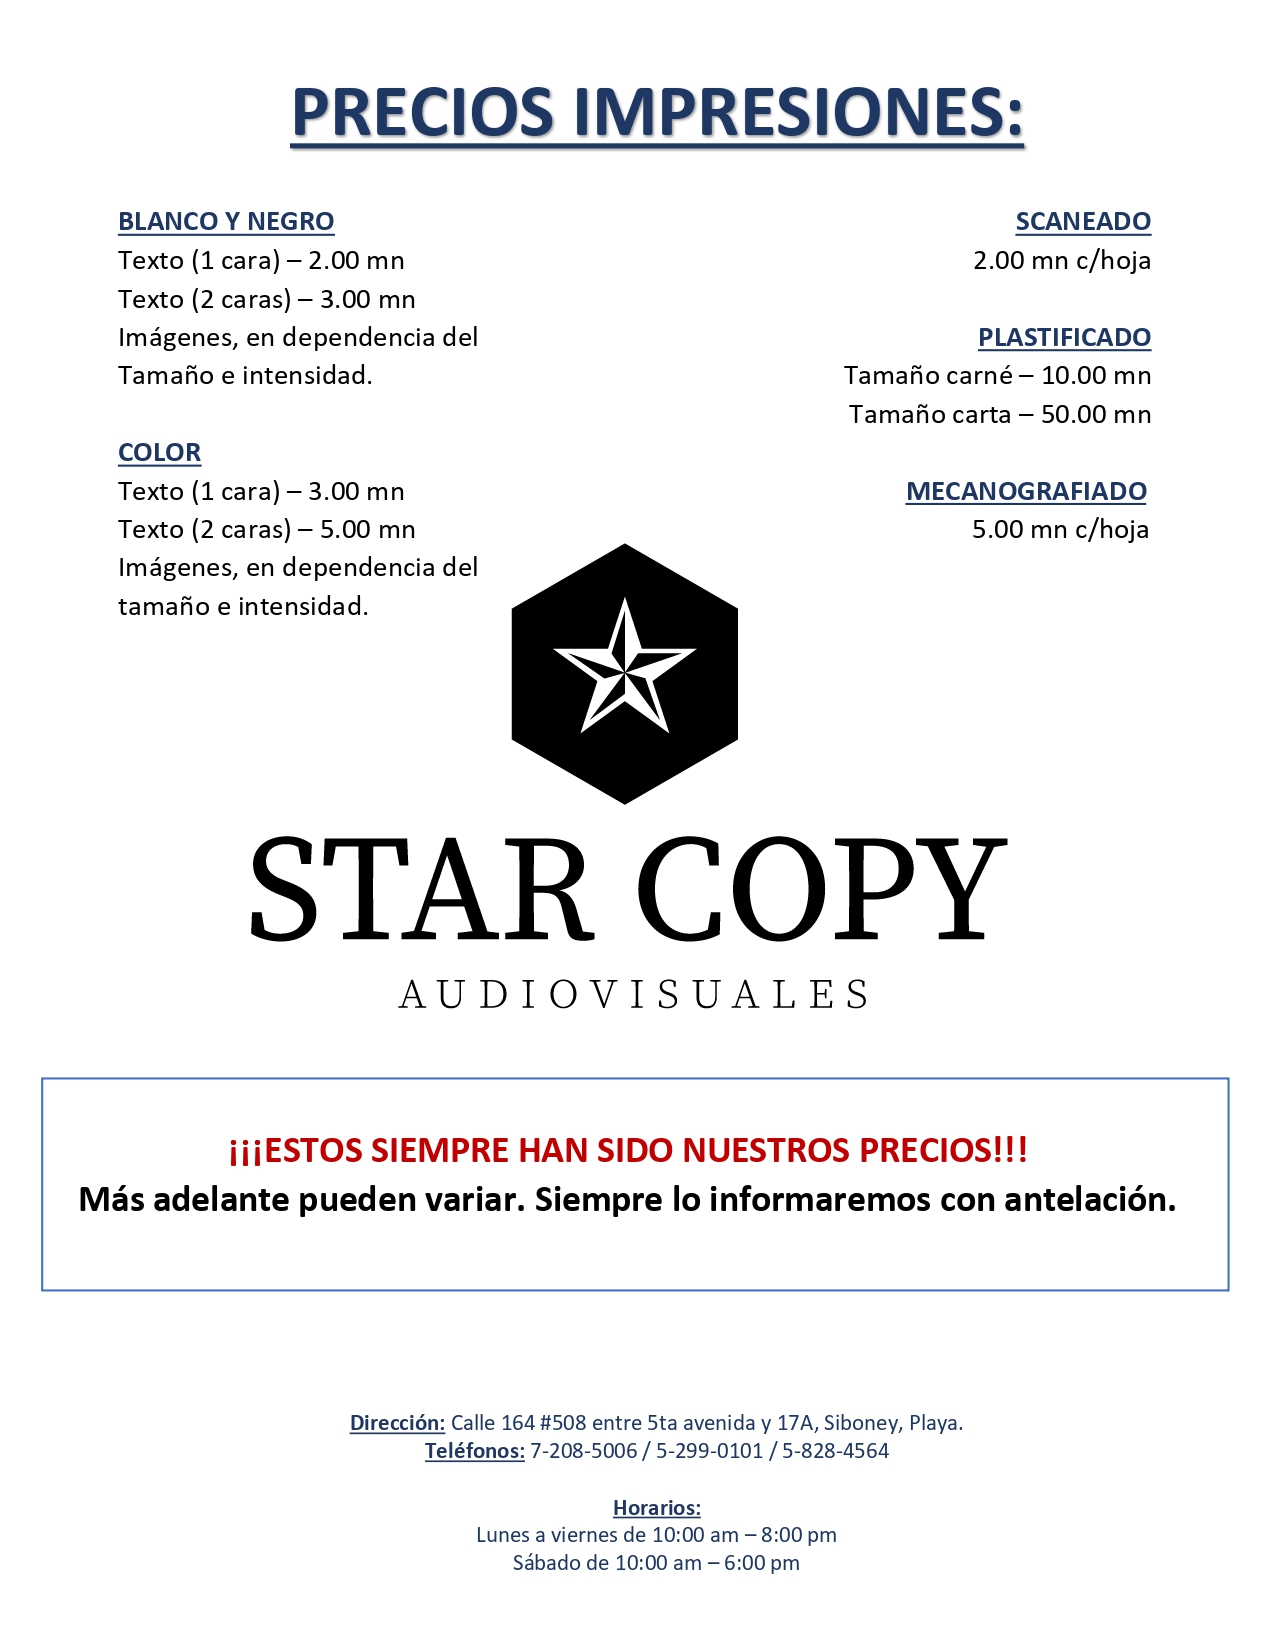 PRECIOS IMPRESIONES:
BLANCO Y NEGRO
Texto (1 cara) – 2.00 mn
Texto (2 caras) – 3.00 mn
Imágenes, en dependencia del
Tamaño e intensidad.
COLOR
Texto (1 cara) – 3.00 mn
Texto (2 caras) – 5.00 mn
Imágenes, en dependencia del
tamaño e intensidad.
SCANEADO
2.00 mn c/hoja
PLASTIFICADO
Tamaño carné – 10.00 mn
Tamaño carta – 50.00 mn
MECANOGRAFIADO
5.00 mn c/hoja
STAR COPY
AUDIOVISUALES
¡¡¡ESTOS SIEMPRE HAN SIDO NUESTROS PRECIOS!!!
Más adelante pueden variar. Siempre lo informaremos con antelación.
Dirección: Calle 164 #508 entre 5ta avenida y 17A, Siboney, Playa.
Teléfonos: 7-208-5006 / 5-299-0101 / 5-828-4564
Horarios:
Lunes a viernes de 10:00 am – 8:00 pm
Sábado de 10:00 am – 6:00 pm